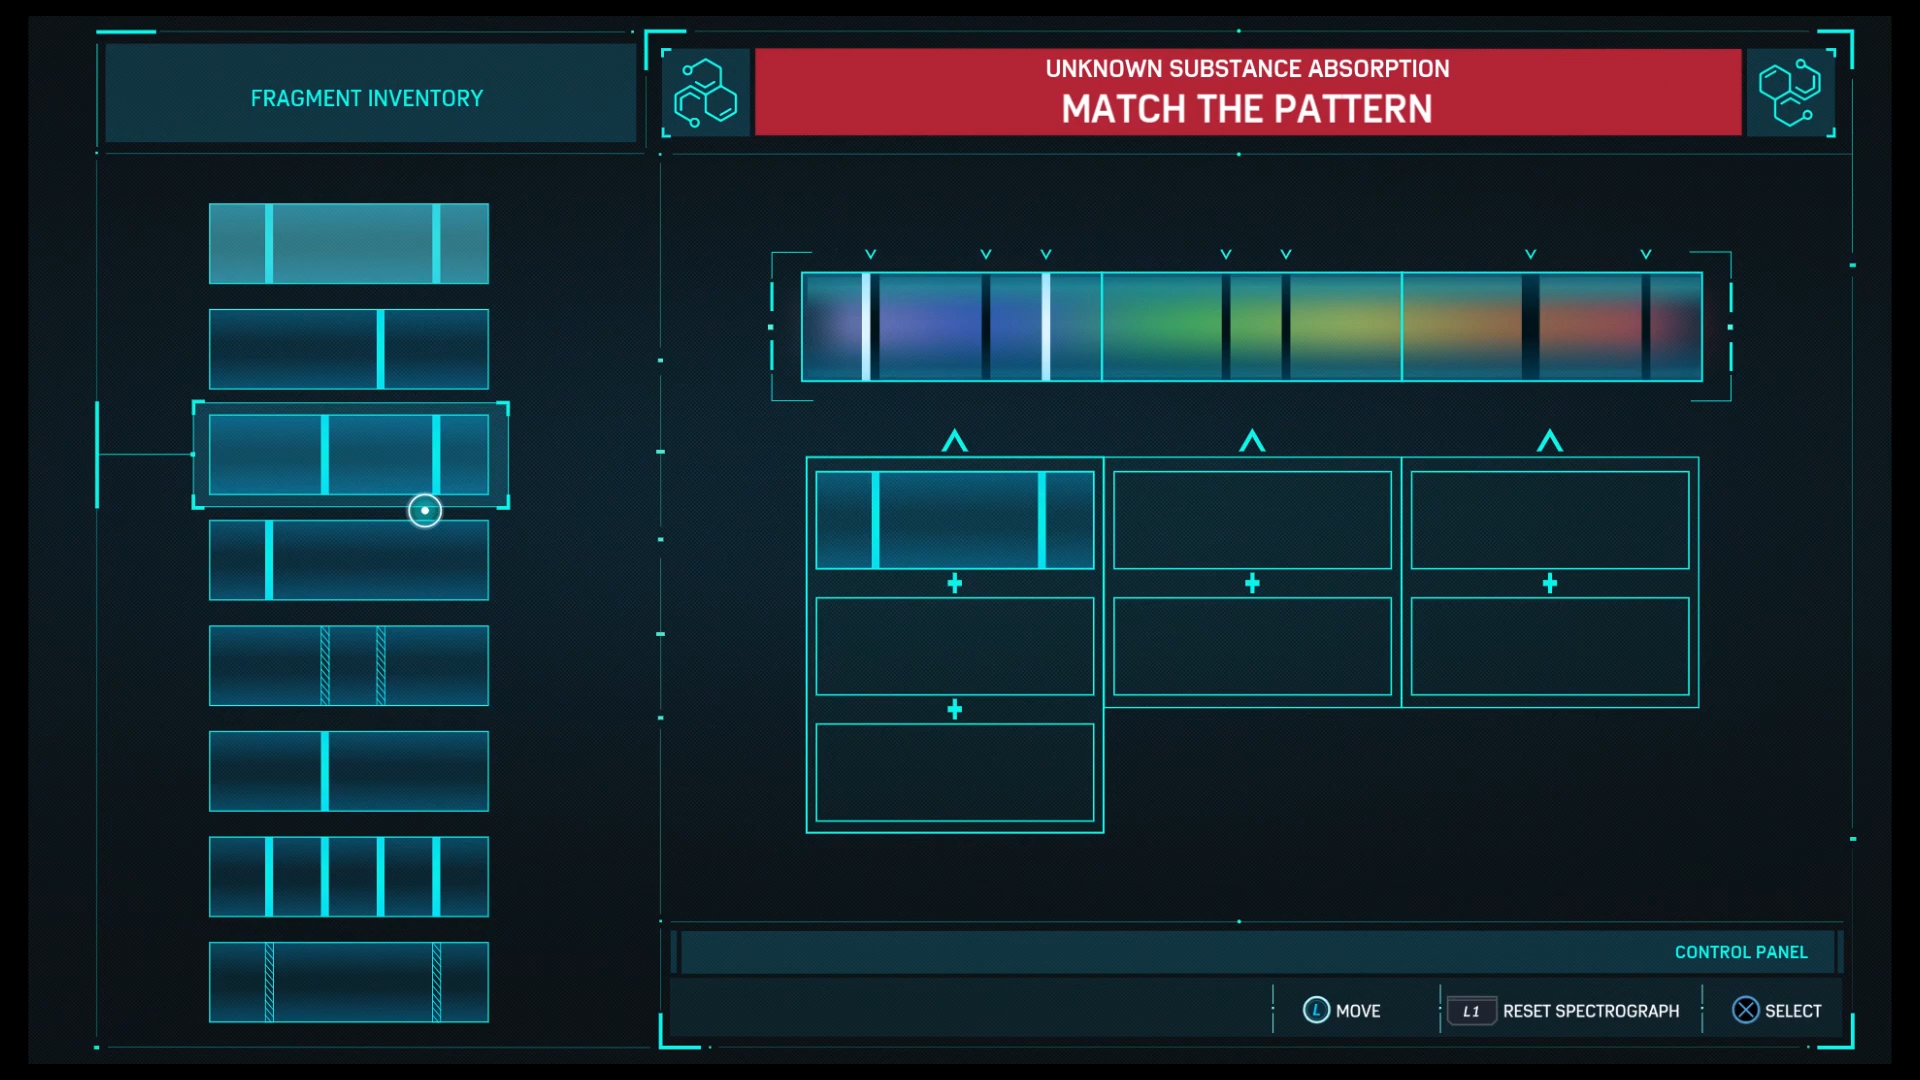 FRAGMENT INVENTORY
UNKNOWN SUBSTANCE ABSORPTION
MATCH THE PATTERN
CONTROL PANEL
L MOVE
L1 RESET SPECTROGRAPH
SELECT